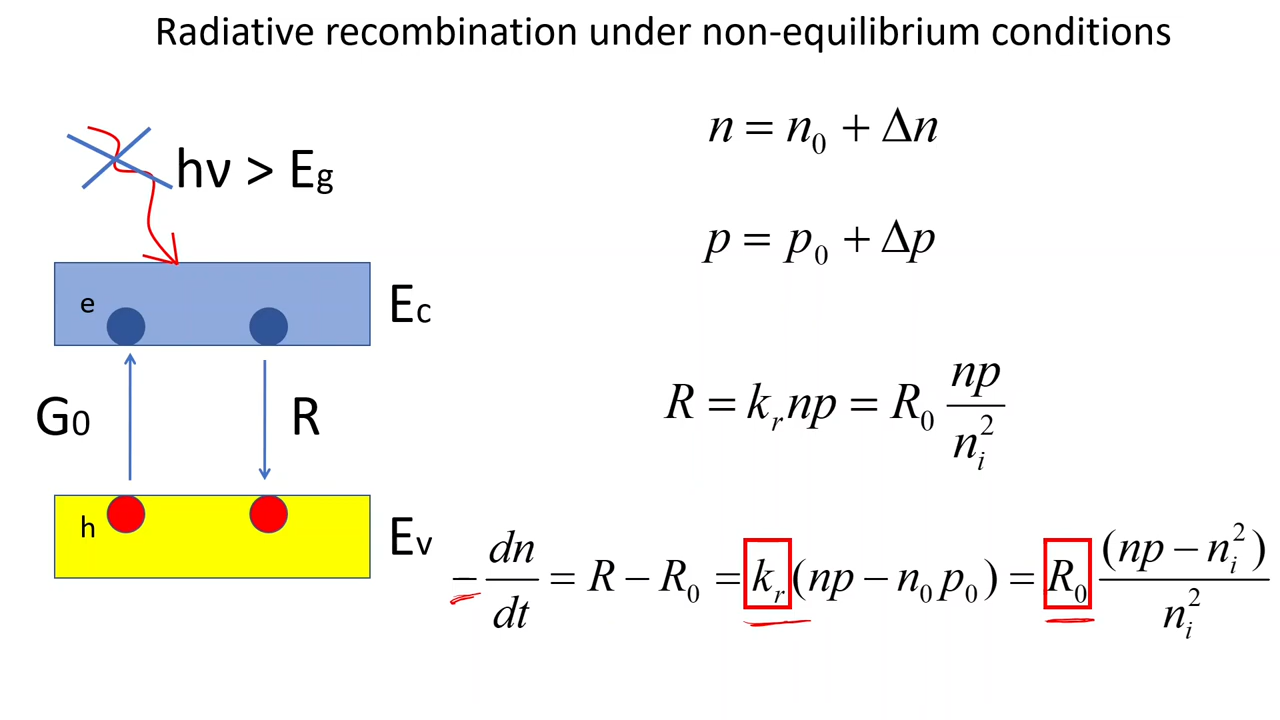 Radiative recombination under non-equilibrium conditions
n = n₀ + Δn
hν > Eg
p = p₀ + Δp
e
Ec
R = kᵣnp = R₀ np / nᵢ²
G₀
R
h
Ev
− dn/dt = R − R₀ = kᵣ(np − n₀p₀) = R₀ (np − nᵢ²) / nᵢ²